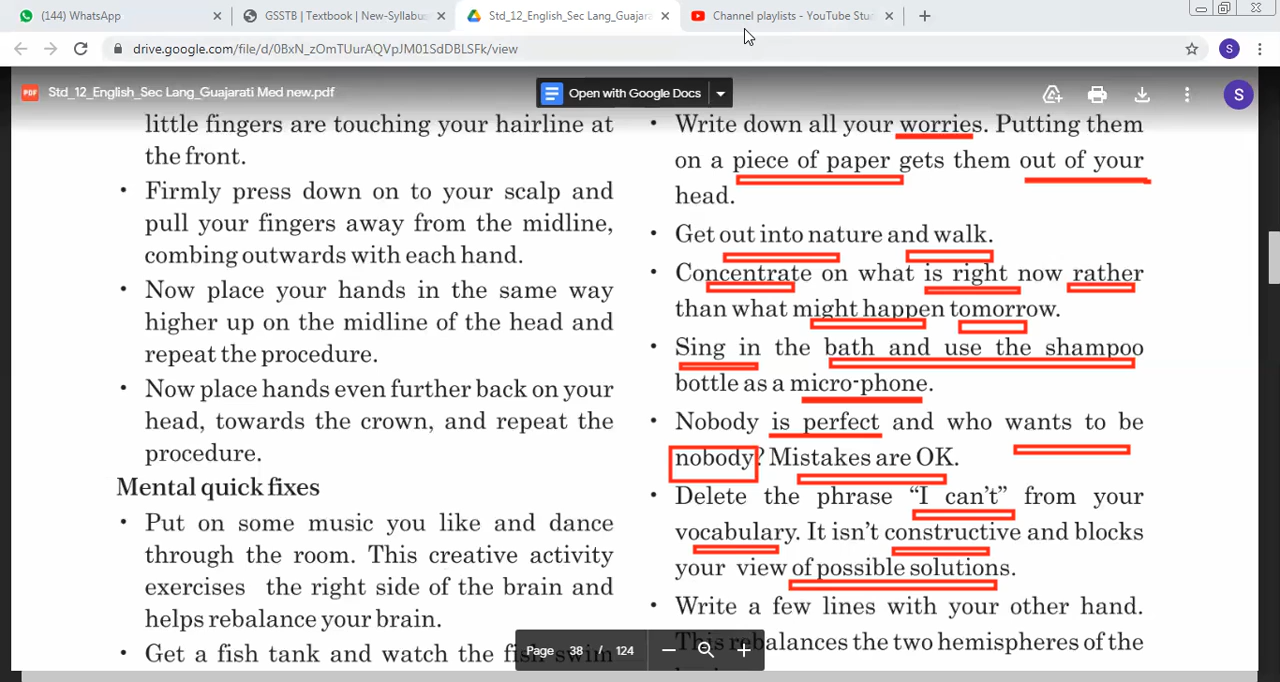 (144) WhatsApp
GSSTB | Textbook | New-Syllabus
Std_12_English_Sec Lang_Guajara
Channel playlists - YouTube Stu
drive.google.com/file/d/0BxN_zOmTUurAQVpJM01SdDBLSFk/view
S
PDF
Std_12_English_Sec Lang_Guajarati Med new.pdf
Open with Google Docs
S
little fingers are touching your hairline at
the front.
• Firmly press down on to your scalp and
pull your fingers away from the midline,
combing outwards with each hand.
• Now place your hands in the same way
higher up on the midline of the head and
repeat the procedure.
• Now place hands even further back on your
head, towards the crown, and repeat the
procedure.
Mental quick fixes
• Put on some music you like and dance
through the room. This creative activity
exercises the right side of the brain and
helps rebalance your brain.
• Get a fish tank and watch the fish swim
• Write down all your worries. Putting them
on a piece of paper gets them out of your
head.
• Get out into nature and walk.
• Concentrate on what is right now rather
than what might happen tomorrow.
• Sing in the bath and use the shampoo
bottle as a micro-phone.
• Nobody is perfect and who wants to be
nobody? Mistakes are OK.
• Delete the phrase “I can’t” from your
vocabulary. It isn’t constructive and blocks
your view of possible solutions.
• Write a few lines with your other hand.
This rebalances the two hemispheres of the
Page 38 / 124